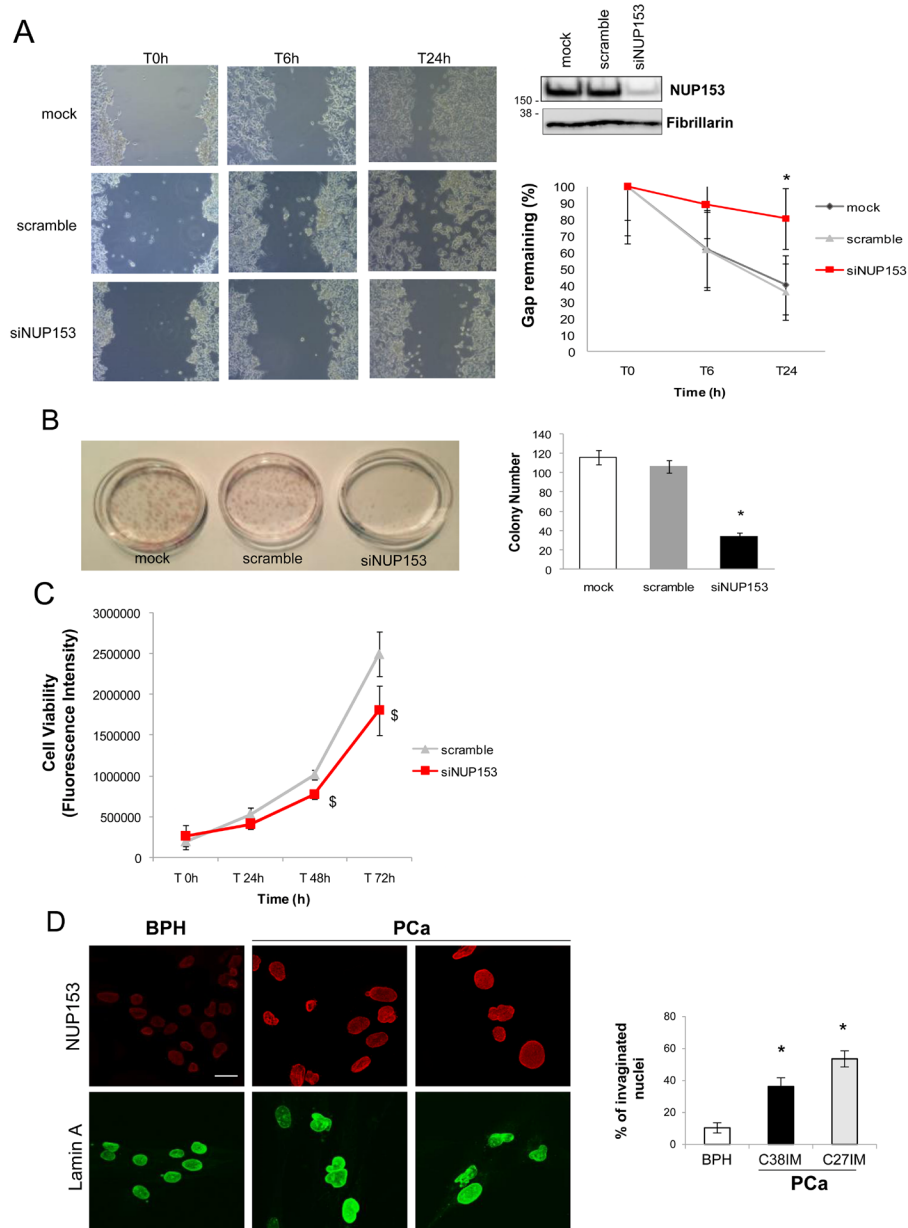 A
T0h T6h T24h
mock
scramble
siNUP153
mock scramble siNUP153
NUP153
150 -
38 -
Fibrillarin
*
Gap remaining (%)
100
90
80
70
60
50
40
30
20
10
0
T0 T6 T24
Time (h)
mock
scramble
siNUP153
B
mock scramble siNUP153
Colony Number
140
120
100
80
60
40
20
0
*
mock scramble siNUP153
C
Cell Viability
(Fluorescence Intensity)
3000000
2500000
2000000
1500000
1000000
500000
0
$
$
T 0h T 24h T 48h T 72h
Time (h)
scramble
siNUP153
D
BPH PCa
NUP153
Lamin A
% of invaginated
nuclei
80
60
40
20
0
* *
BPH C38IM C27IM
PCa